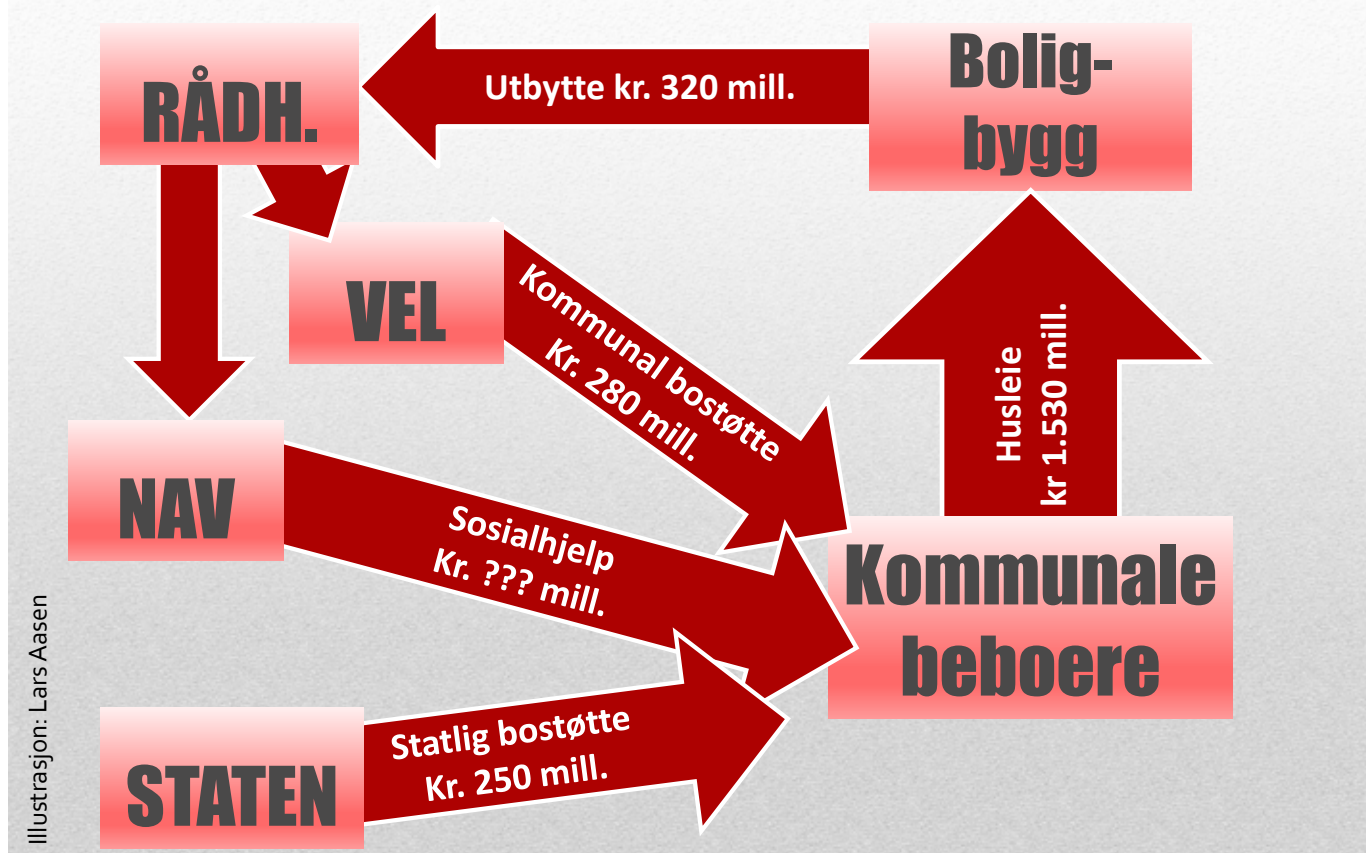 RÅDH.
Utbytte kr. 320 mill.
Bolig-
bygg
VEL
Kommunal bostøtte
Kr. 280 mill.
Husleie
kr 1.530 mill.
NAV
Sosialhjelp
Kr. ??? mill.
Kommunale
beboere
STATEN
Statlig bostøtte
Kr. 250 mill.
Illustrasjon: Lars Aasen